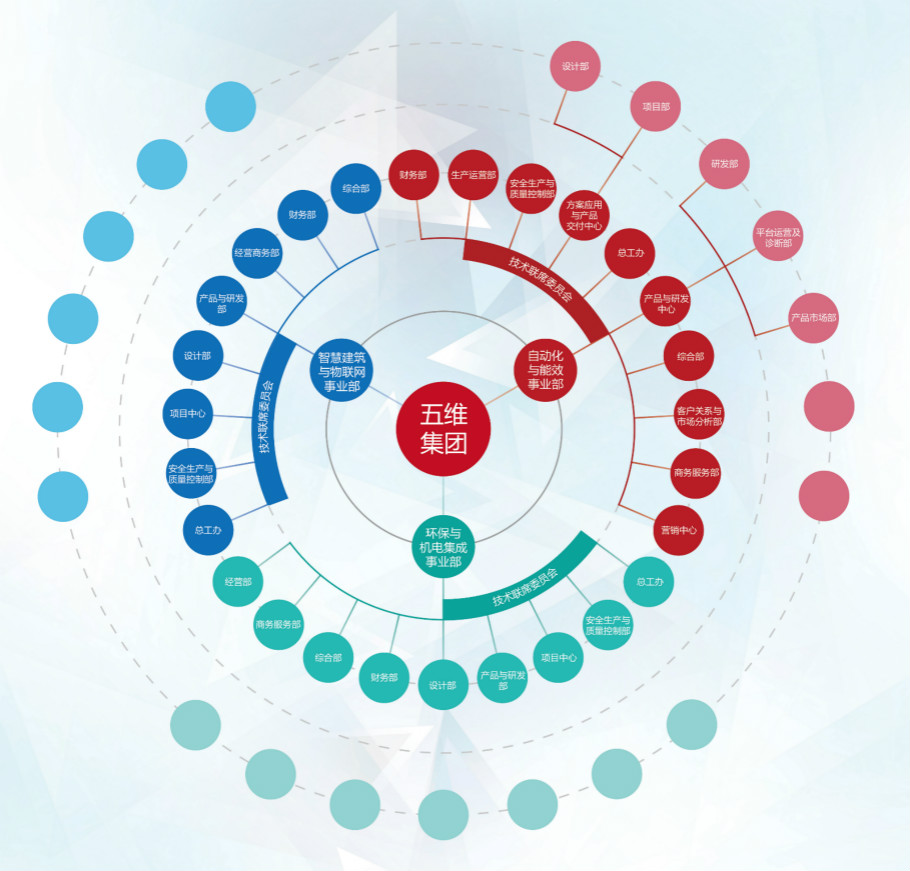 五维
集团
智慧建筑
与物联网
事业部
自动化
与能效
事业部
环保与
机电集成
事业部
技术联席委员会
技术联席委员会
技术联席委员会
综合部
财务部
经营商务部
产品与研发
部
设计部
项目中心
安全生产与
质量控制部
总工办
财务部
生产运营部
安全生产与
质量控制部
方案应用
与产品
交付中心
总工办
产品与研发
中心
综合部
客户关系与
市场分析部
商务服务部
营销中心
设计部
项目部
研发部
平台运营及
诊断部
产品市场部
经营部
商务服务部
综合部
财务部
设计部
产品与研发
部
项目中心
安全生产与
质量控制部
总工办